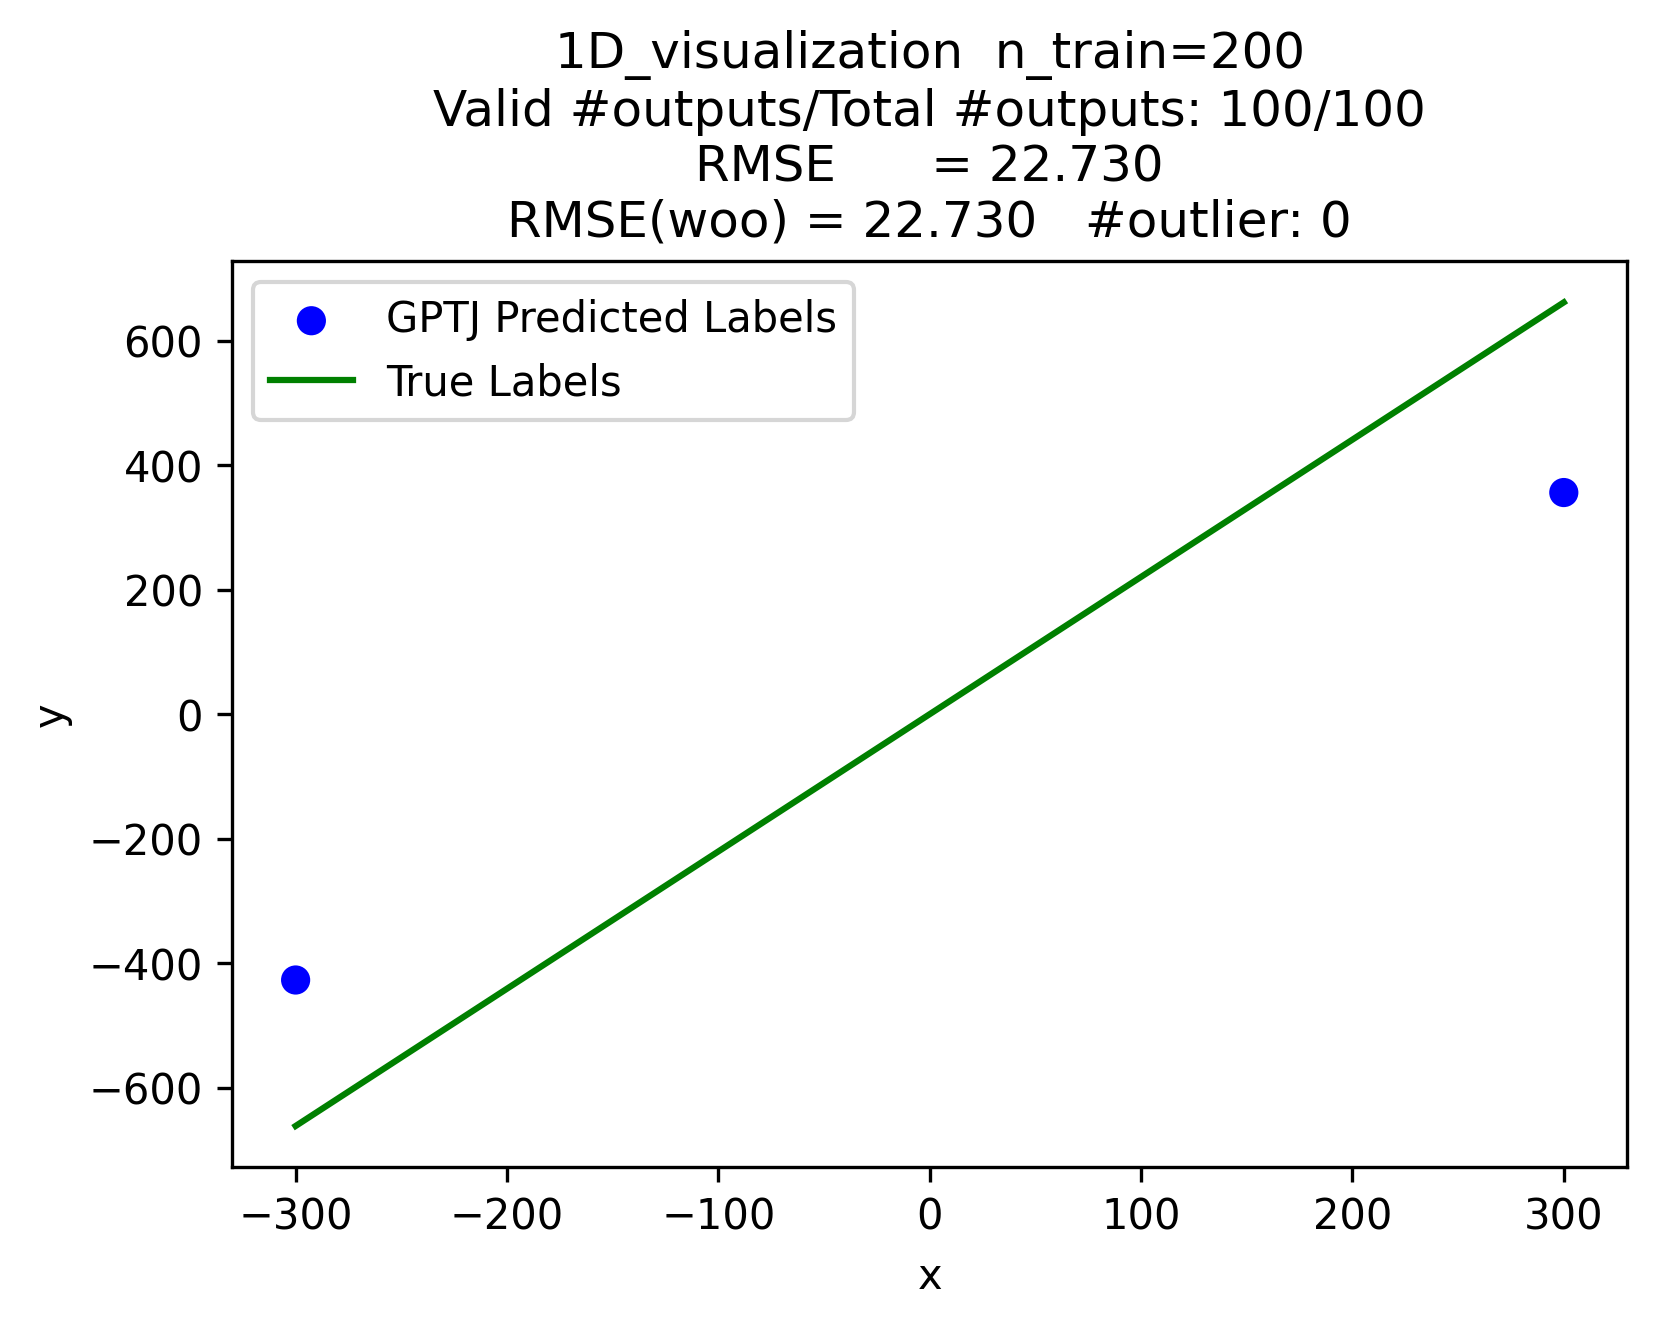 1D_visualization  n_train=200
Valid #outputs/Total #outputs: 100/100
RMSE      = 22.730
RMSE(woo) = 22.730   #outlier: 0
GPTJ Predicted Labels
True Labels
600
400
200
0
−200
−400
−600
y
−300 −200 −100 0 100 200 300
x